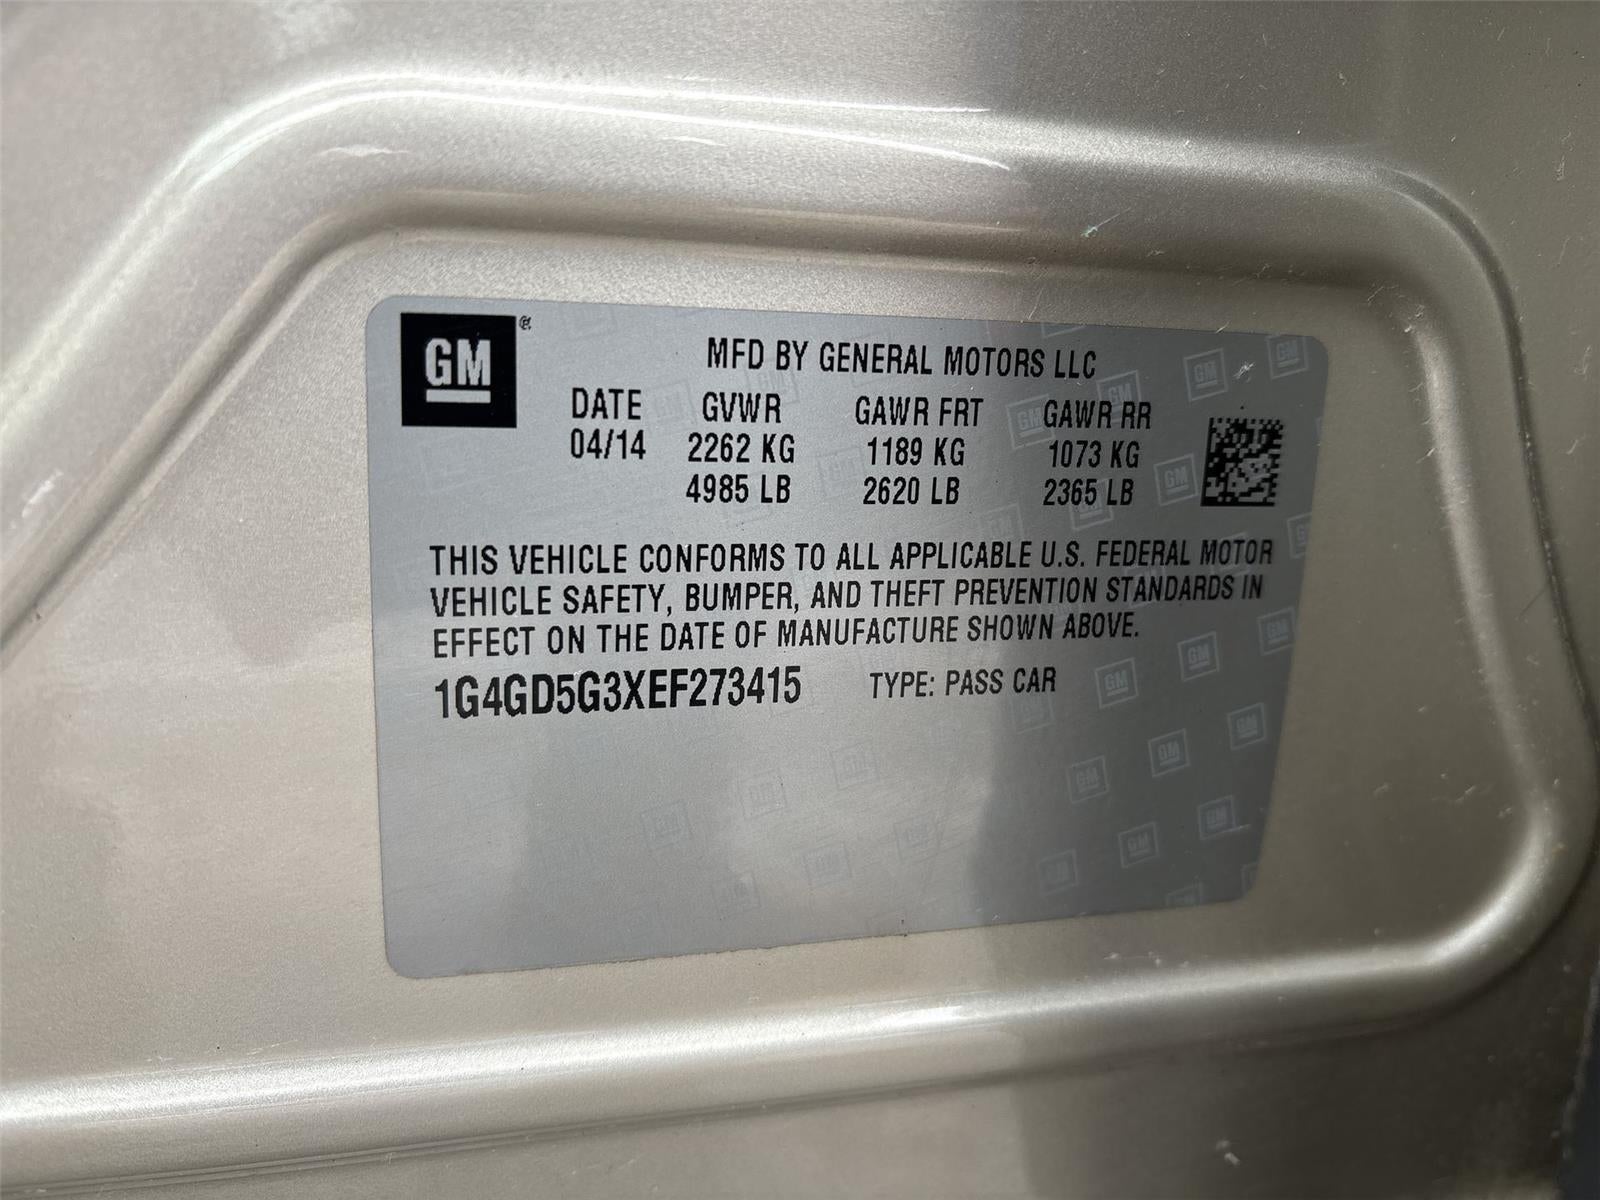 GM
MFD BY GENERAL MOTORS LLC
DATE GVWR GAWR FRT GAWR RR
04/14 2262 KG 1189 KG 1073 KG
4985 LB 2620 LB 2365 LB
THIS VEHICLE CONFORMS TO ALL APPLICABLE U.S. FEDERAL MOTOR
VEHICLE SAFETY, BUMPER, AND THEFT PREVENTION STANDARDS IN
EFFECT ON THE DATE OF MANUFACTURE SHOWN ABOVE.
1G4GD5G3XEF273415 TYPE: PASS CAR